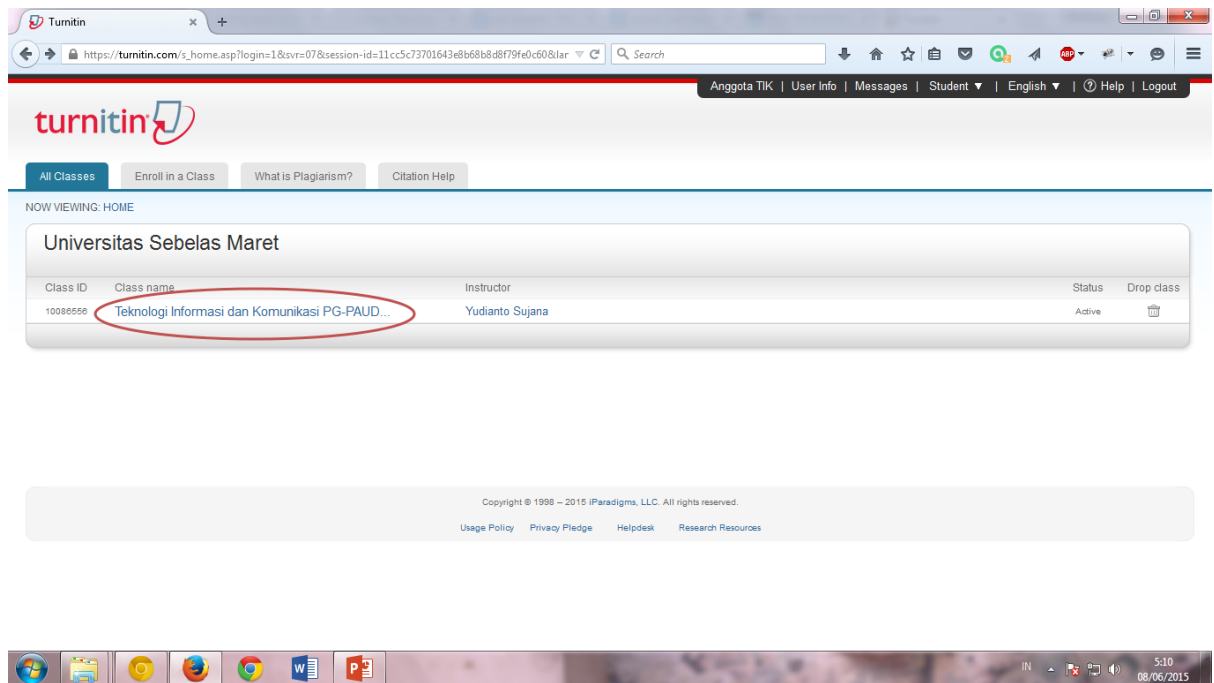 Turnitin
https://turnitin.com/s_home.asp?login=1&svr=07&session-id=11cc5c73701643e8b68b8d8f79fe0c60&lar
Search
ABP
Anggota TIK | User Info | Messages | Student ▼ | English ▼ | ? Help | Logout
turnitin
All Classes Enroll in a Class What is Plagiarism? Citation Help
NOW VIEWING: HOME
Universitas Sebelas Maret
Class ID Class name Instructor Status Drop class
10086556 Teknologi Informasi dan Komunikasi PG-PAUD... Yudianto Sujana Active
Copyright © 1998 – 2015 iParadigms, LLC. All rights reserved.
Usage Policy Privacy Pledge Helpdesk Research Resources
IN 5:10
08/06/2015